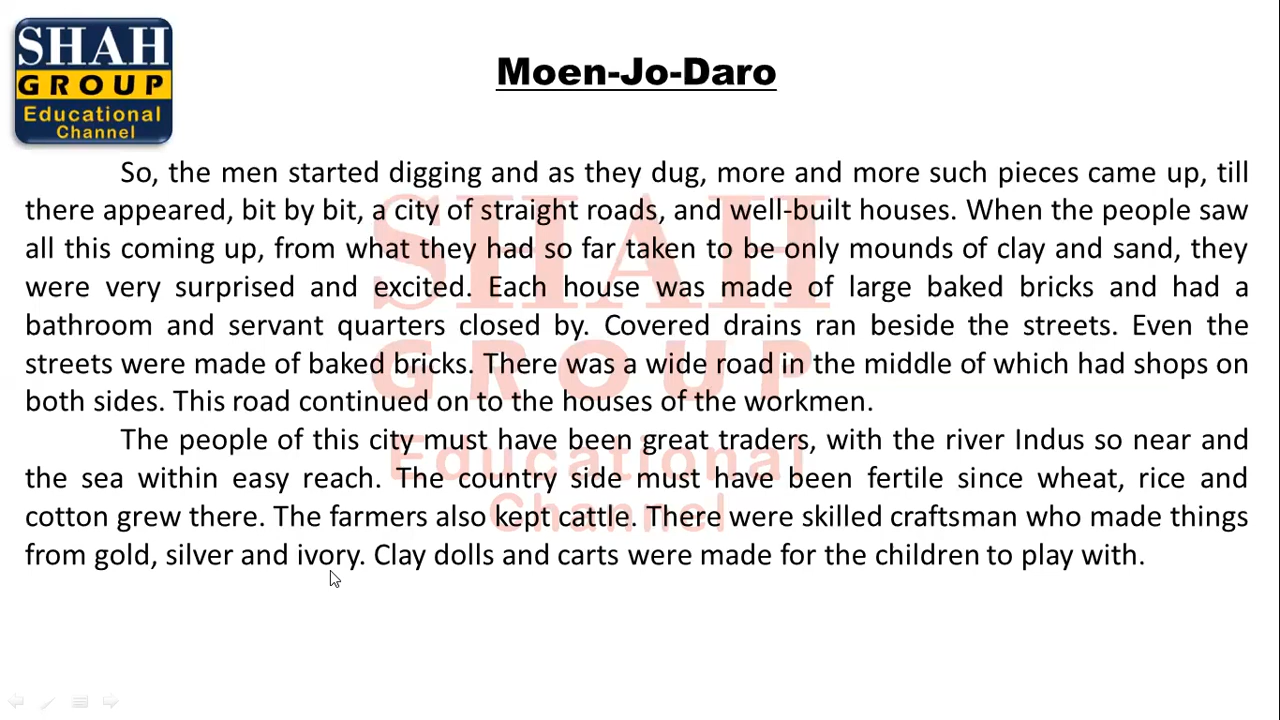 SHAH
GROUP
Educational
Channel
Moen-Jo-Daro
So, the men started digging and as they dug, more and more such pieces came up, till
there appeared, bit by bit, a city of straight roads, and well-built houses. When the people saw
all this coming up, from what they had so far taken to be only mounds of clay and sand, they
were very surprised and excited. Each house was made of large baked bricks and had a
bathroom and servant quarters closed by. Covered drains ran beside the streets. Even the
streets were made of baked bricks. There was a wide road in the middle of which had shops on
both sides. This road continued on to the houses of the workmen.
The people of this city must have been great traders, with the river Indus so near and
the sea within easy reach. The country side must have been fertile since wheat, rice and
cotton grew there. The farmers also kept cattle. There were skilled craftsman who made things
from gold, silver and ivory. Clay dolls and carts were made for the children to play with.
SHAH
GROUP
Educational
Channel